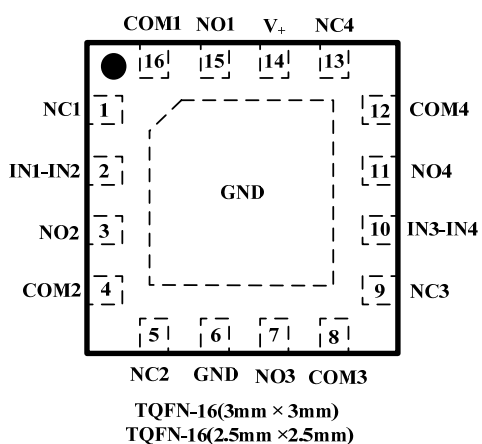 COM1 NO1 V+ NC4
16 15 14 13
NC1 1 12 COM4
IN1-IN2 2 11 NO4
GND
NO2 3 10 IN3-IN4
COM2 4 9 NC3
5 6 7 8
NC2 GND NO3 COM3
TQFN-16(3mm × 3mm)
TQFN-16(2.5mm ×2.5mm)